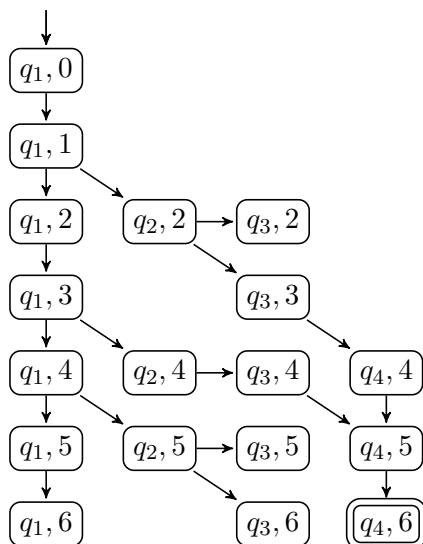 q₁, 0
q₁, 1
q₁, 2 q₂, 2 q₃, 2
q₁, 3 q₃, 3
q₁, 4 q₂, 4 q₃, 4 q₄, 4
q₁, 5 q₂, 5 q₃, 5 q₄, 5
q₁, 6 q₃, 6 q₄, 6